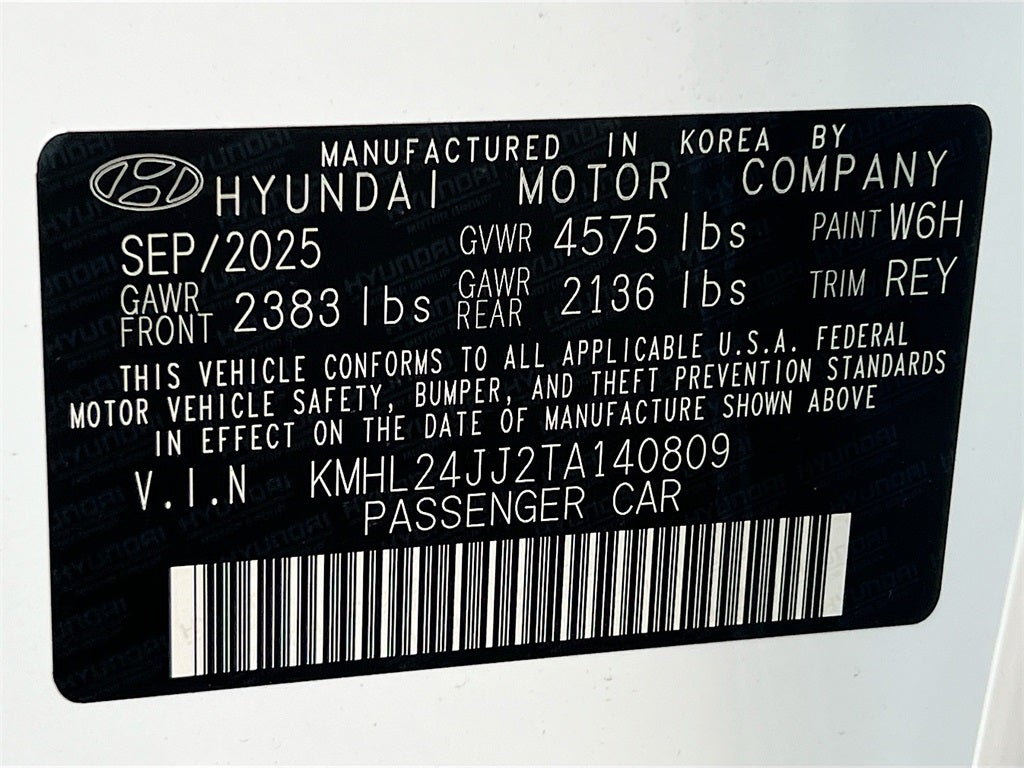 MANUFACTURED IN KOREA BY
HYUNDAI MOTOR COMPANY
SEP/2025 GVWR 4575 lbs PAINT W6H
GAWR FRONT 2383 lbs GAWR REAR 2136 lbs TRIM REY
THIS VEHICLE CONFORMS TO ALL APPLICABLE U.S.A. FEDERAL
MOTOR VEHICLE SAFETY, BUMPER, AND THEFT PREVENTION STANDARDS
IN EFFECT ON THE DATE OF MANUFACTURE SHOWN ABOVE
V.I.N KMHL24JJ2TA140809
PASSENGER CAR